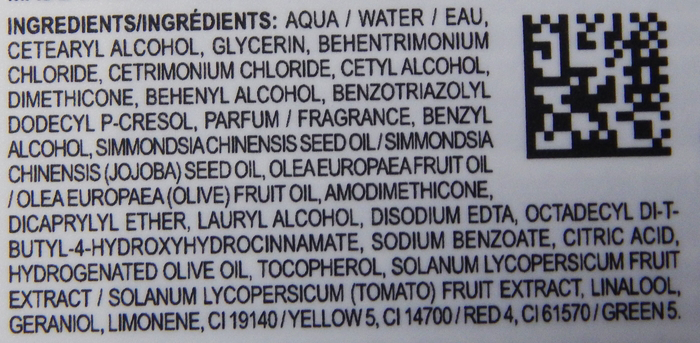 INGREDIENTS/INGRÉDIENTS: AQUA / WATER / EAU,
CETEARYL ALCOHOL, GLYCERIN, BEHENTRIMONIUM
CHLORIDE, CETRIMONIUM CHLORIDE, CETYL ALCOHOL,
DIMETHICONE, BEHENYL ALCOHOL, BENZOTRIAZOLYL
DODECYL P-CRESOL, PARFUM / FRAGRANCE, BENZYL
ALCOHOL, SIMMONDSIA CHINENSIS SEED OIL / SIMMONDSIA
CHINENSIS (JOJOBA) SEED OIL, OLEA EUROPAEA FRUIT OIL
/ OLEA EUROPAEA (OLIVE) FRUIT OIL, AMODIMETHICONE,
DICAPRYLYL ETHER, LAURYL ALCOHOL, DISODIUM EDTA, OCTADECYL DI-T-
BUTYL-4-HYDROXYHYDROCINNAMATE, SODIUM BENZOATE, CITRIC ACID,
HYDROGENATED OLIVE OIL, TOCOPHEROL, SOLANUM LYCOPERSICUM FRUIT
EXTRACT / SOLANUM LYCOPERSICUM (TOMATO) FRUIT EXTRACT, LINALOOL,
GERANIOL, LIMONENE, CI 19140 / YELLOW 5, CI 14700 / RED 4, CI 61570 / GREEN 5.